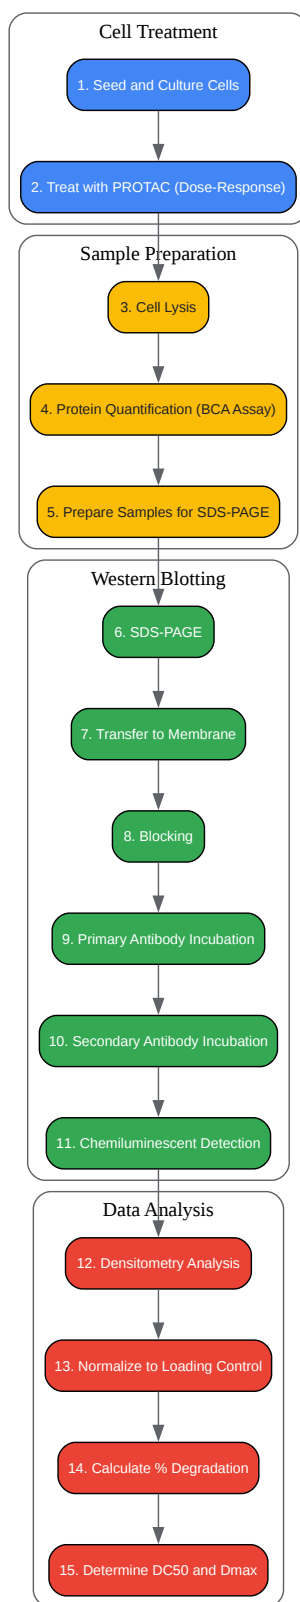 Cell Treatment
1. Seed and Culture Cells
2. Treat with PROTAC (Dose-Response)
Sample Preparation
3. Cell Lysis
4. Protein Quantification (BCA Assay)
5. Prepare Samples for SDS-PAGE
Western Blotting
6. SDS-PAGE
7. Transfer to Membrane
8. Blocking
9. Primary Antibody Incubation
10. Secondary Antibody Incubation
11. Chemiluminescent Detection
Data Analysis
12. Densitometry Analysis
13. Normalize to Loading Control
14. Calculate % Degradation
15. Determine DC50 and Dmax